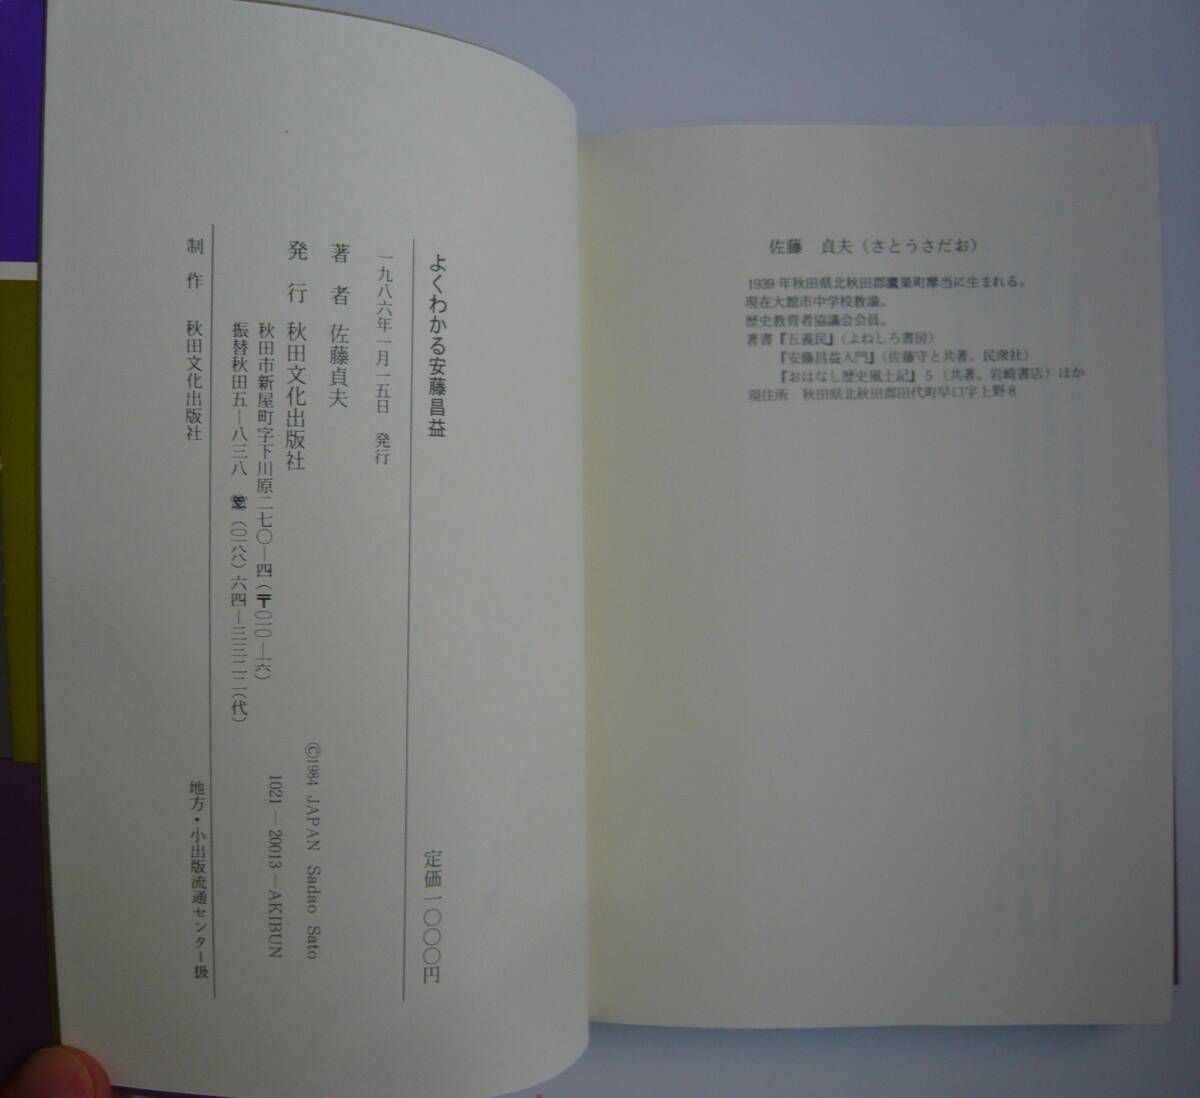 佐藤 貞夫(さとうさだお)
1939年秋田県北秋田郡鷹巣町摩当に生まれる。
現在大館市中学校教諭。
歴史教育者協議会会員。
著書『五義民』(よねしろ書房)
『安藤昌益入門』(佐藤守と共著。民衆社)
『おはなし歴史風土記』5(共著。岩崎書店)ほか
現住所 秋田県北秋田郡田代町早口字上野8
よくわかる安藤昌益
定価一〇〇〇円
一九八六年一月一五日 発行
著者 佐藤貞夫
©1984 JAPAN Sadao Sato
発行 秋田文化出版社
1021-20013-AKIBUN
秋田市新屋町字下川原二七〇-四(〒〇一〇-一六)
振替秋田五-八三八 ☎(〇一八八)六四-三三二二(代)
制作 秋田文化出版社
地方・小出版流通センター扱